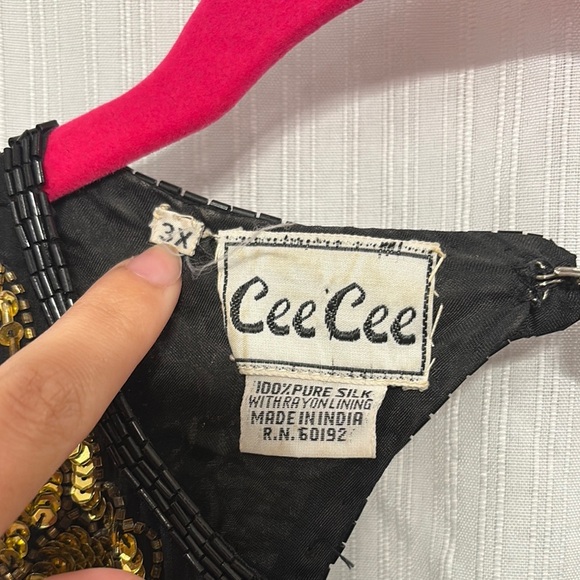 3X
Cee Cee
100% PURE SILK
WITH RAYON LINING
MADE IN INDIA
R.N. 60192